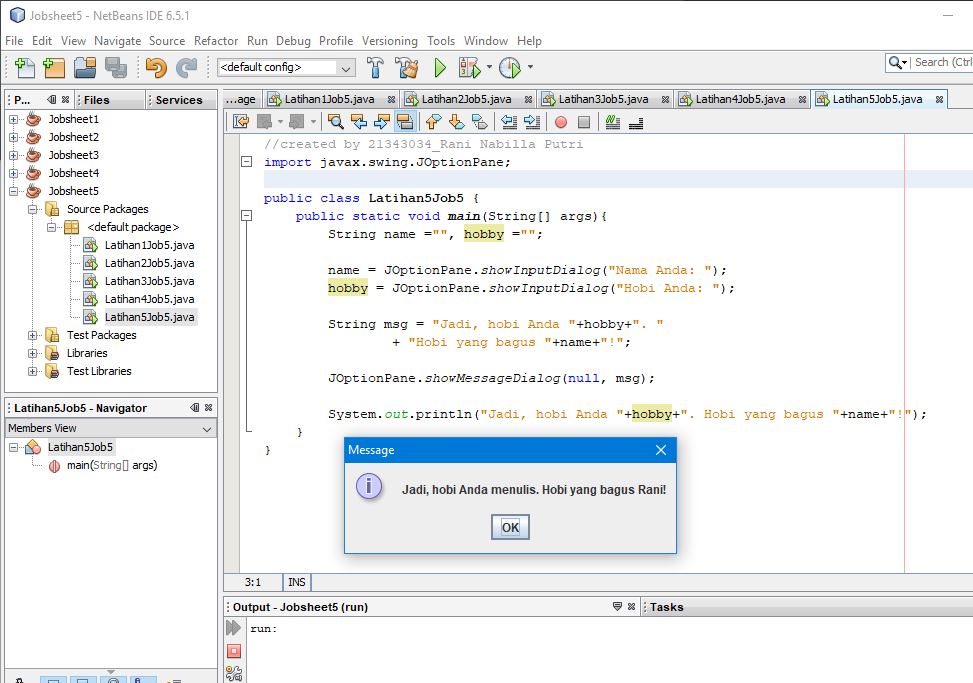 Jobsheet5 - NetBeans IDE 6.5.1
File Edit View Navigate Source Refactor Run Debug Profile Versioning Tools Window Help
<default config>
Search (Ctrl
P... Files Services
...age Latihan1Job5.java Latihan2Job5.java Latihan3Job5.java Latihan4Job5.java Latihan5Job5.java
Jobsheet1
Jobsheet2
Jobsheet3
Jobsheet4
Jobsheet5
Source Packages
<default package>
Latihan1Job5.java
Latihan2Job5.java
Latihan3Job5.java
Latihan4Job5.java
Latihan5Job5.java
Test Packages
Libraries
Test Libraries
Latihan5Job5 - Navigator
Members View
Latihan5Job5
main(String[] args)
//created by 21343034_Rani Nabilla Putri
import javax.swing.JOptionPane;
public class Latihan5Job5 {
public static void main(String[] args){
String name ="", hobby ="";
name = JOptionPane.showInputDialog("Nama Anda: ");
hobby = JOptionPane.showInputDialog("Hobi Anda: ");
String msg = "Jadi, hobi Anda "+hobby+". "
+ "Hobi yang bagus "+name+"!";
JOptionPane.showMessageDialog(null, msg);
System.out.println("Jadi, hobi Anda "+hobby+". Hobi yang bagus "+name+"!");
}
}
Message
Jadi, hobi Anda menulis. Hobi yang bagus Rani!
OK
3:1 INS
Output - Jobsheet5 (run)
Tasks
run: